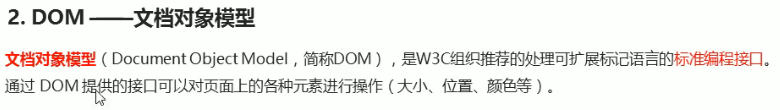 2. DOM ——文档对象模型
文档对象模型（Document Object Model，简称DOM），是W3C组织推荐的处理可扩展标记语言的标准编程接口。
通过 DOM 提供的接口可以对页面上的各种元素进行操作（大小、位置、颜色等）。